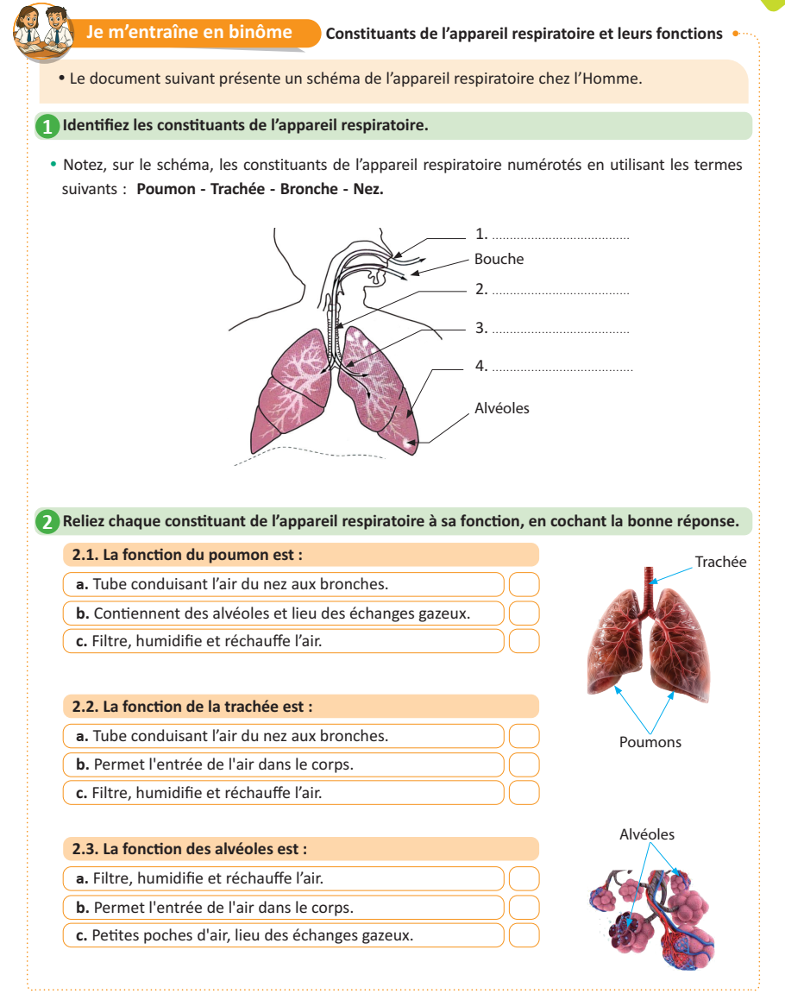 Je m’entraîne en binôme
Constituants de l’appareil respiratoire et leurs fonctions
• Le document suivant présente un schéma de l’appareil respiratoire chez l’Homme.
1 Identifiez les constituants de l’appareil respiratoire.
• Notez, sur le schéma, les constituants de l’appareil respiratoire numérotés en utilisant les termes
suivants : Poumon - Trachée - Bronche - Nez.
1. ....................................
Bouche
2. ....................................
3. ....................................
4. ....................................
Alvéoles
2 Reliez chaque constituant de l’appareil respiratoire à sa fonction, en cochant la bonne réponse.
2.1. La fonction du poumon est :
a. Tube conduisant l’air du nez aux bronches.
b. Contiennent des alvéoles et lieu des échanges gazeux.
c. Filtre, humidifie et réchauffe l’air.
Trachée
Poumons
2.2. La fonction de la trachée est :
a. Tube conduisant l’air du nez aux bronches.
b. Permet l'entrée de l'air dans le corps.
c. Filtre, humidifie et réchauffe l’air.
2.3. La fonction des alvéoles est :
a. Filtre, humidifie et réchauffe l’air.
b. Permet l'entrée de l'air dans le corps.
c. Petites poches d'air, lieu des échanges gazeux.
Alvéoles